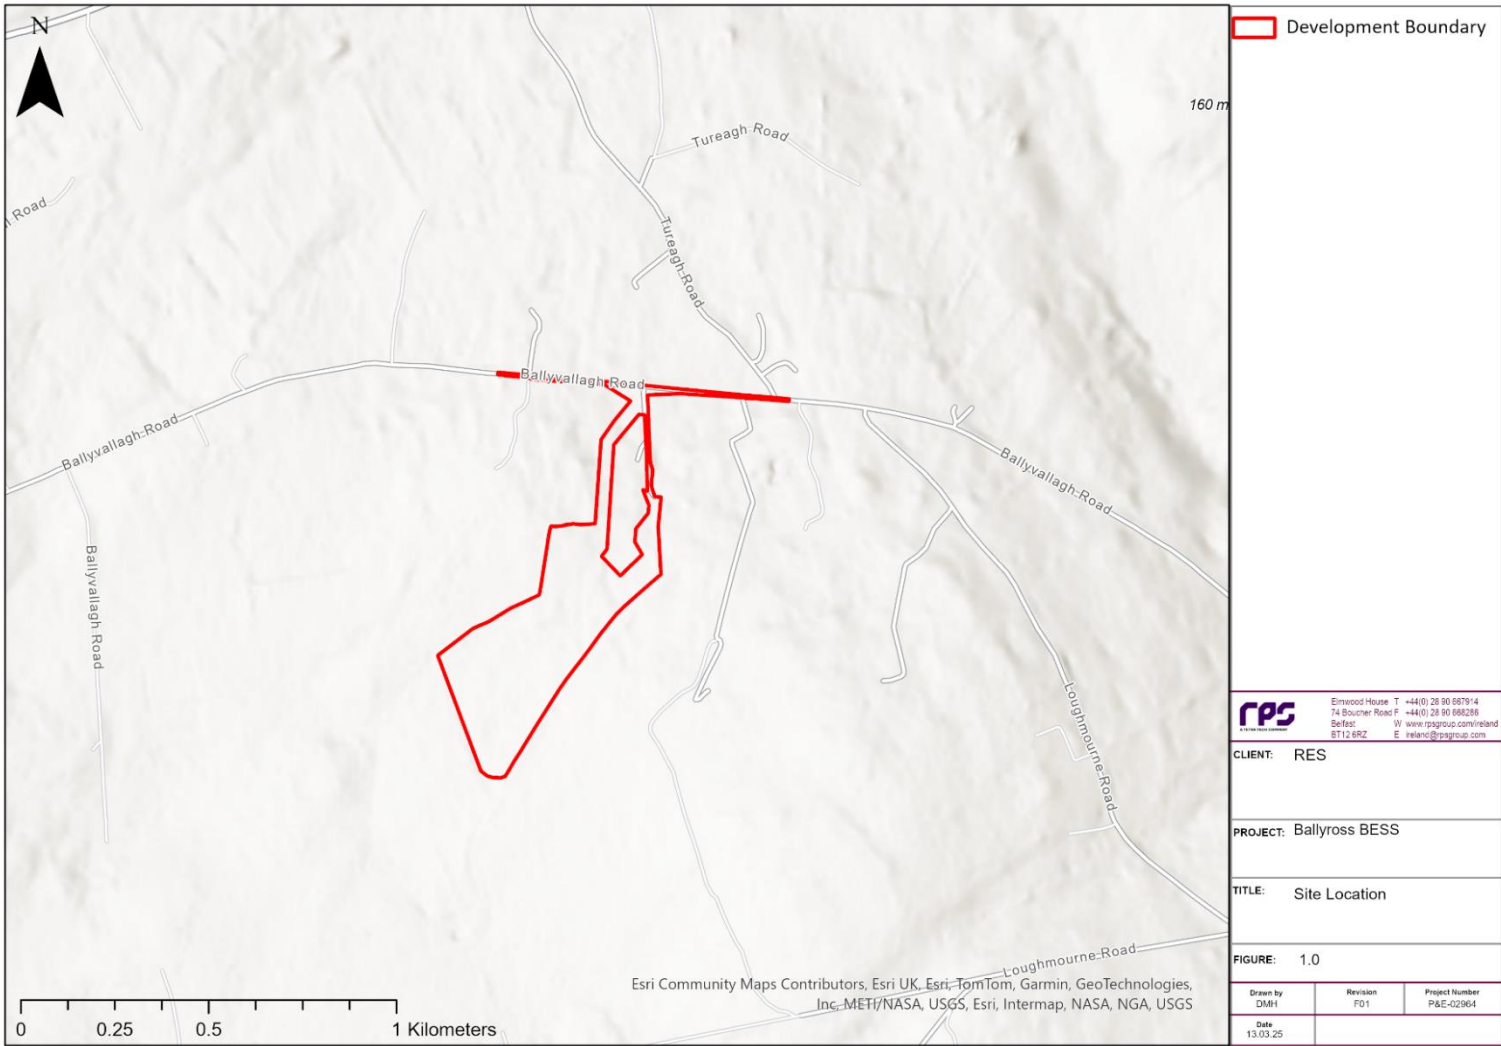 N
Development Boundary
160 m
Tureagh Road
Road
Tureagh Road
Ballyvallagh Road
Ballyvallagh Road
Ballyvallagh Road
Ballyvallagh Road
Loughmourne Road
Loughmourne Road
Esri Community Maps Contributors, Esri UK, Esri, TomTom, Garmin, GeoTechnologies,
Inc, METI/NASA, USGS, Esri, Intermap, NASA, NGA, USGS
0 0.25 0.5 1 Kilometers
rps
Elmwood House T +44(0) 28 90 667914
74 Boucher Road F +44(0) 28 90 668286
Belfast W www.rpsgroup.com/ireland
BT12 6RZ E ireland@rpsgroup.com
CLIENT: RES
PROJECT: Ballyross BESS
TITLE: Site Location
FIGURE: 1.0
Drawn by Revision Project Number
DMH F01 P&E-02964
Date
13.03.25